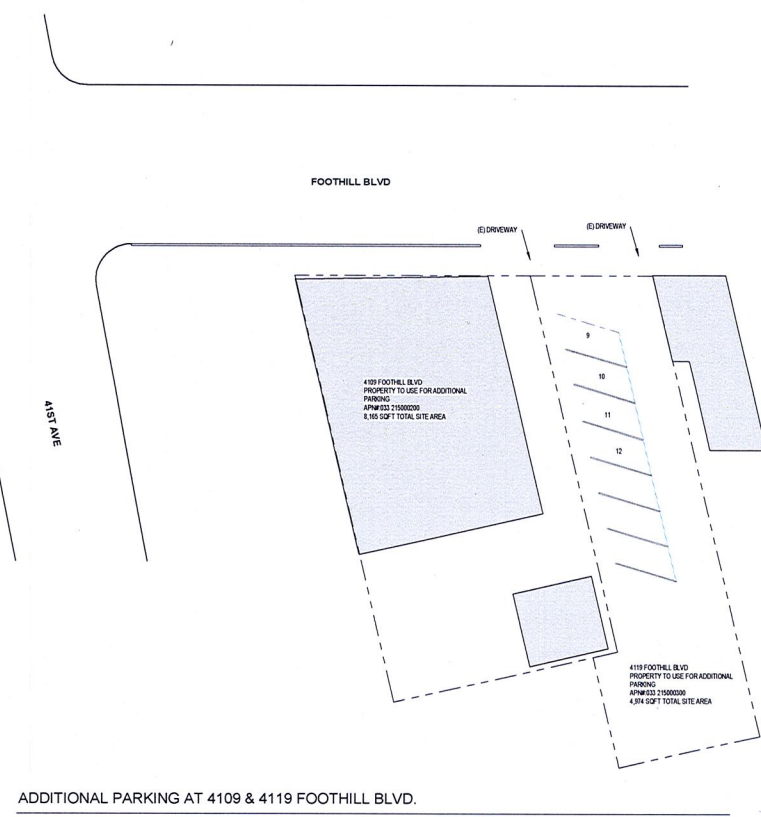 FOOTHILL BLVD
(E) DRIVEWAY
(E) DRIVEWAY
9
10
11
12
4109 FOOTHILL BLVD
PROPERTY TO USE FOR ADDITIONAL
PARKING
APN#:033 215000200
8,165 SQFT TOTAL SITE AREA
41ST AVE
4119 FOOTHILL BLVD
PROPERTY TO USE FOR ADDITIONAL
PARKING
APN#:033 215000300
4,974 SQFT TOTAL SITE AREA
ADDITIONAL PARKING AT 4109 & 4119 FOOTHILL BLVD.